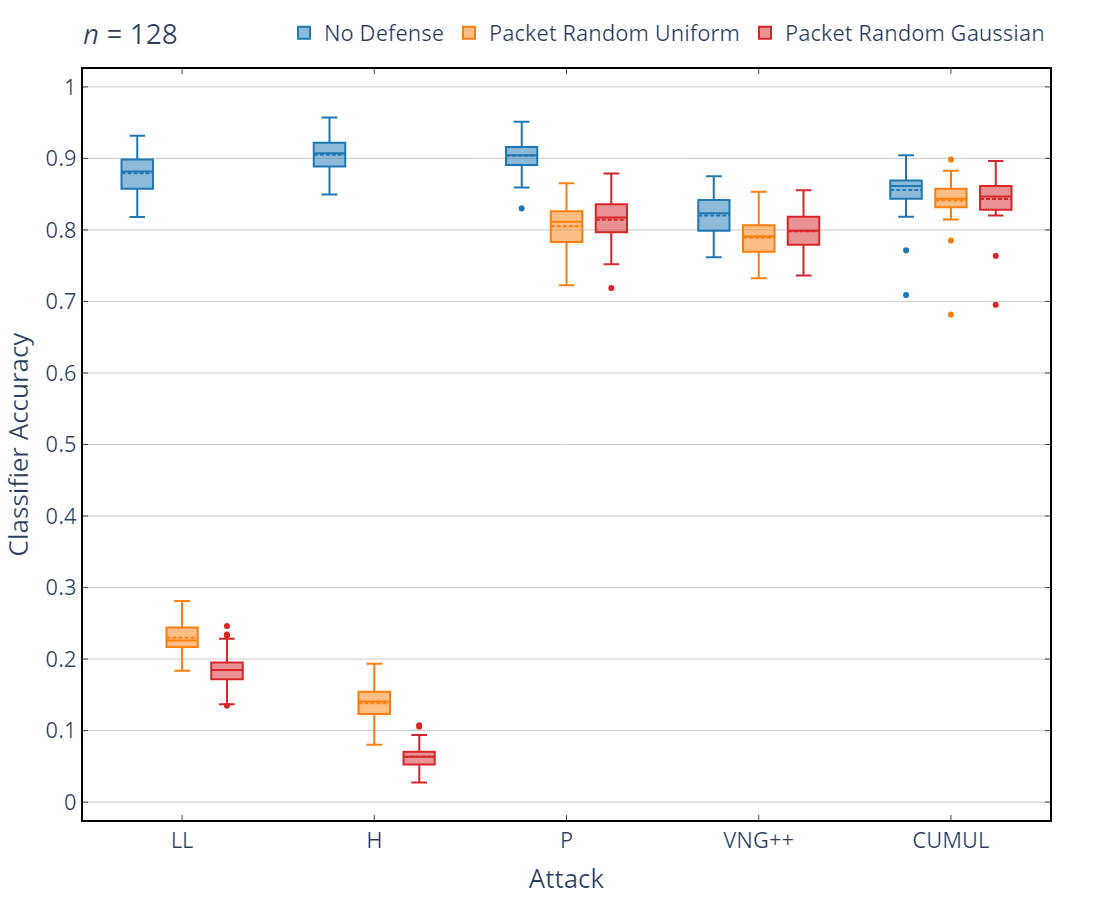 n = 128
No Defense Packet Random Uniform Packet Random Gaussian
Classifier Accuracy
1
0.9
0.8
0.7
0.6
0.5
0.4
0.3
0.2
0.1
0
LL H P VNG++ CUMUL
Attack